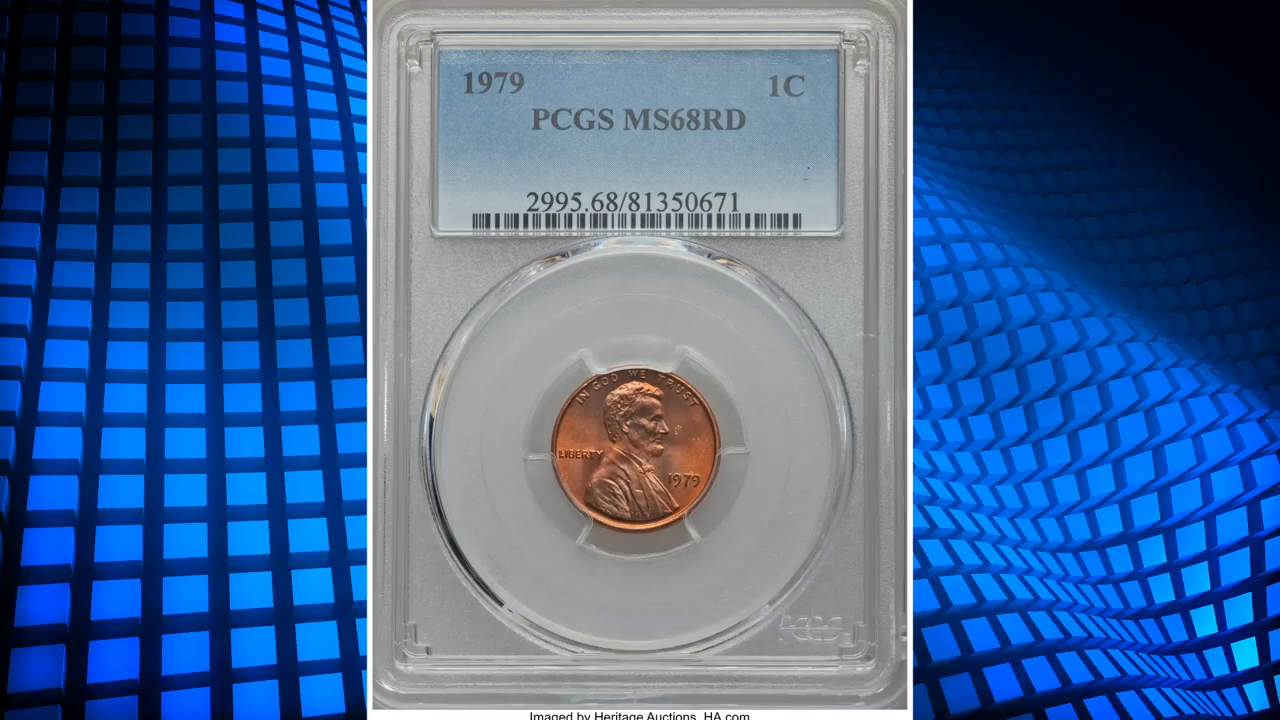 1979 1C
PCGS MS68RD
2995.68/81350671
IN GOD WE TRUST
LIBERTY
1979
PCGS
Imaged by Heritage Auctions, HA.com